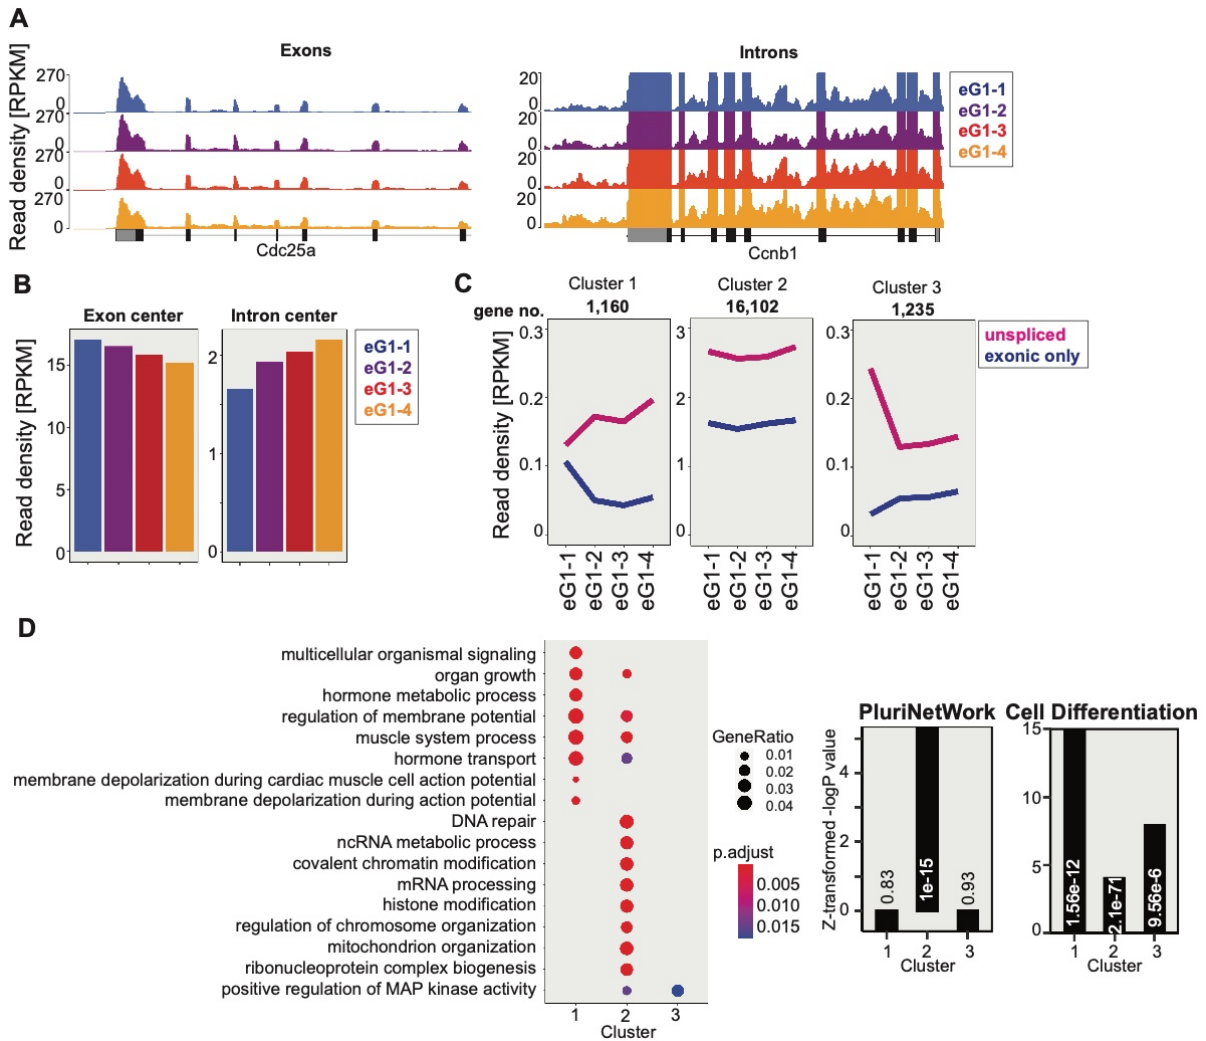 A
Exons
Introns
Read density [RPKM]
270
0
270
0
270
0
270
0
Cdc25a
20
0
20
0
20
0
20
0
Ccnb1
eG1-1
eG1-2
eG1-3
eG1-4
B
Exon center
Intron center
Read density [RPKM]
15
10
5
0
2
1
0
eG1-1
eG1-2
eG1-3
eG1-4
C
Cluster 1
Cluster 2
Cluster 3
gene no.
1,160
16,102
1,235
Read density [RPKM]
0.3
0.2
0.1
0
3
2
1
0
0.3
0.2
0.1
0
unspliced
exonic only
eG1-1
eG1-2
eG1-3
eG1-4
eG1-1
eG1-2
eG1-3
eG1-4
eG1-1
eG1-2
eG1-3
eG1-4
D
multicellular organismal signaling
organ growth
hormone metabolic process
regulation of membrane potential
muscle system process
hormone transport
membrane depolarization during cardiac muscle cell action potential
membrane depolarization during action potential
DNA repair
ncRNA metabolic process
covalent chromatin modification
mRNA processing
histone modification
regulation of chromosome organization
mitochondrion organization
ribonucleoprotein complex biogenesis
positive regulation of MAP kinase activity
1 2 3
Cluster
GeneRatio
0.01
0.02
0.03
0.04
p.adjust
0.005
0.010
0.015
PluriNetWork
Z-transformed -logP value
4
2
0
0.83
1e-15
0.93
1 2 3
Cluster
Cell Differentiation
15
10
5
0
1.56e-12
2.1e-71
9.56e-6
1 2 3
Cluster